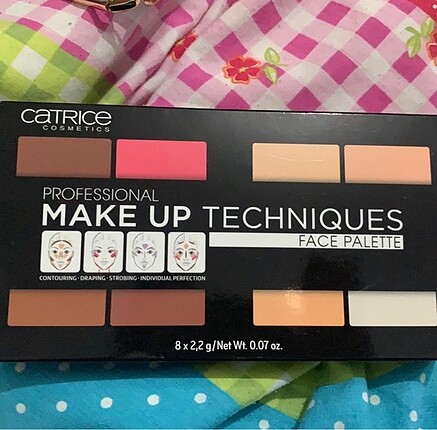 CATRICE
COSMETICS
PROFESSIONAL
MAKE UP TECHNIQUES
FACE PALETTE
CONTOURING · DRAPING · STROBING · INDIVIDUAL PERFECTION
8 x 2,2 g/Net Wt. 0.07 oz.